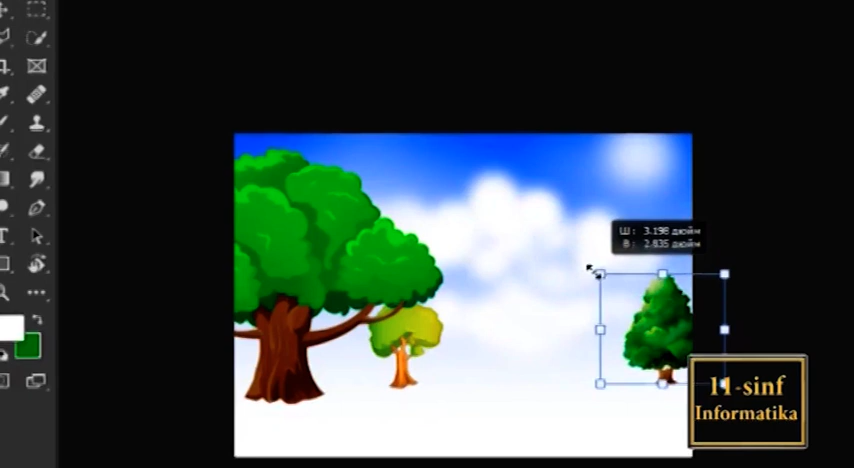 Ш: 3.198 дюйм
В: 2.835 дюйм
11-sinf
Informatika